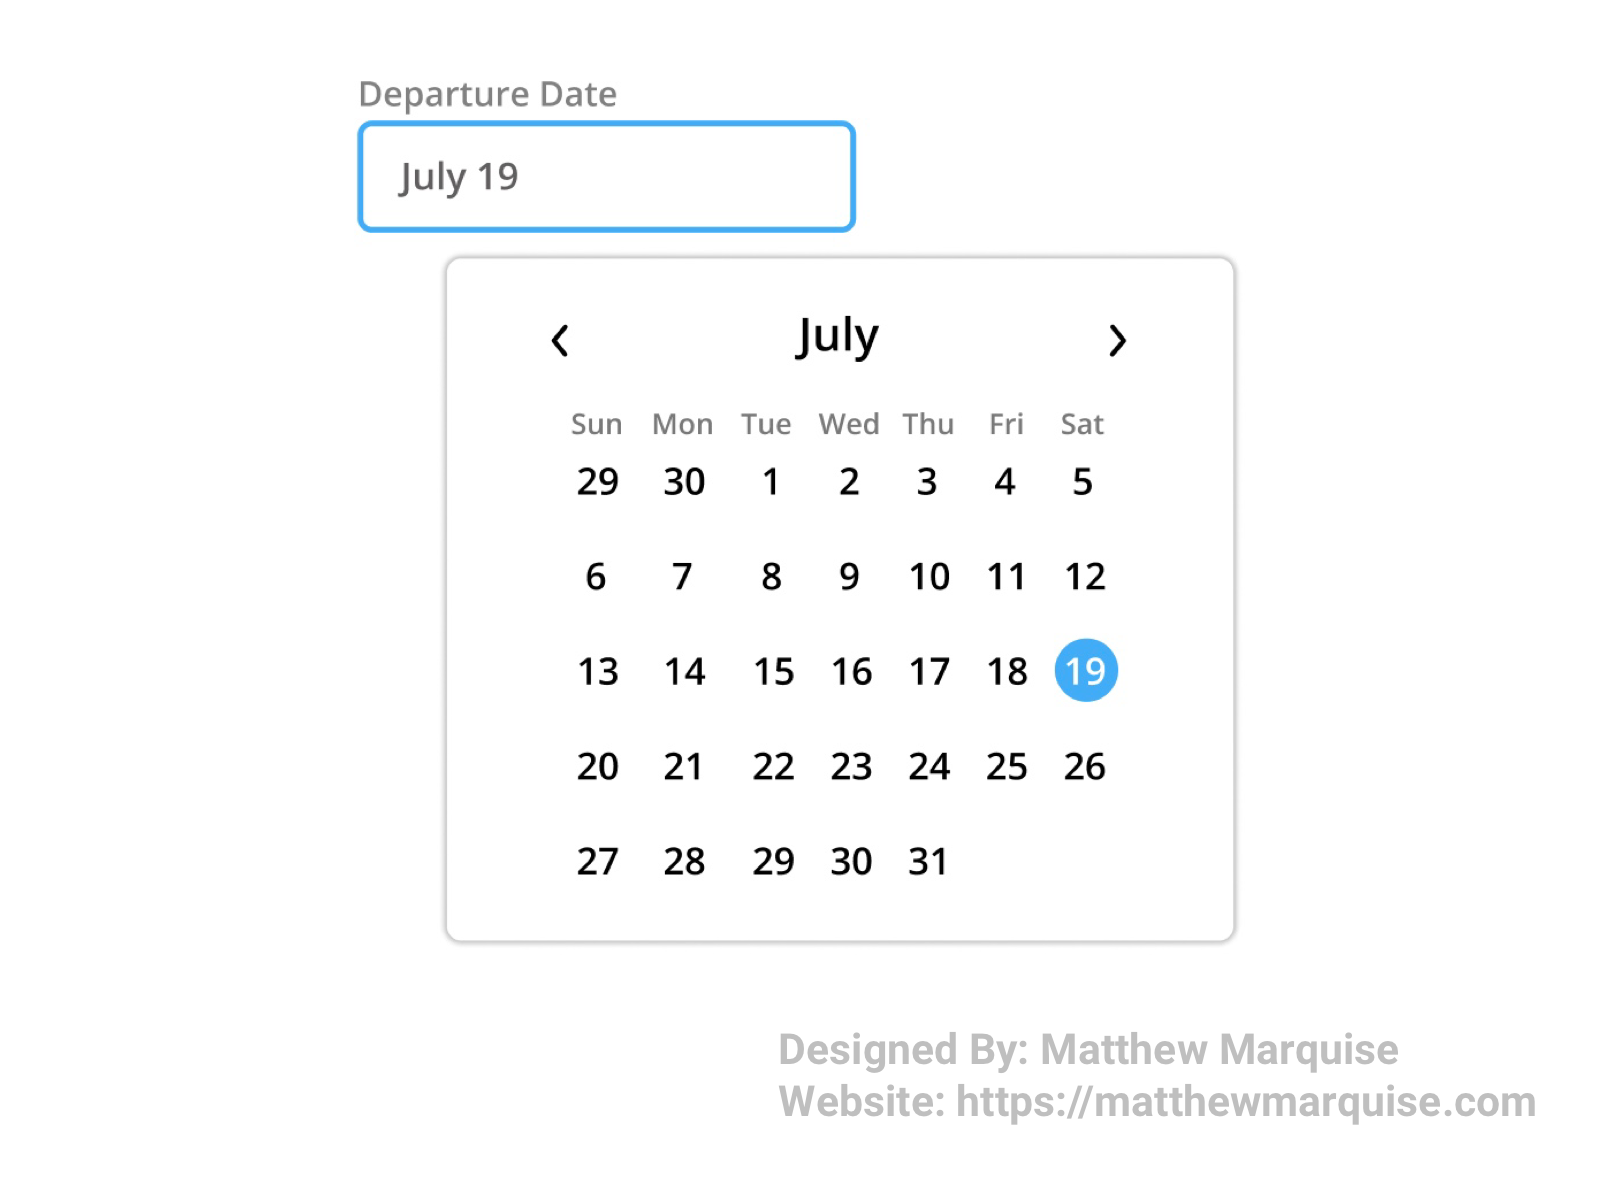 Departure Date
July 19
July
Sun Mon Tue Wed Thu Fri Sat
29 30 1 2 3 4 5
6 7 8 9 10 11 12
13 14 15 16 17 18 19
20 21 22 23 24 25 26
27 28 29 30 31
Designed By: Matthew Marquise
Website: https://matthewmarquise.com